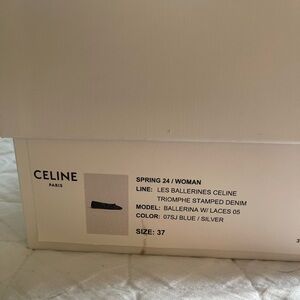 CELINE
PARIS
SPRING 24 / WOMAN
LINE: LES BALLERINES CELINE
TRIOMPHE STAMPED DENIM
MODEL: BALLERINA W/ LACES 05
COLOR: 07SJ BLUE / SILVER
SIZE: 37